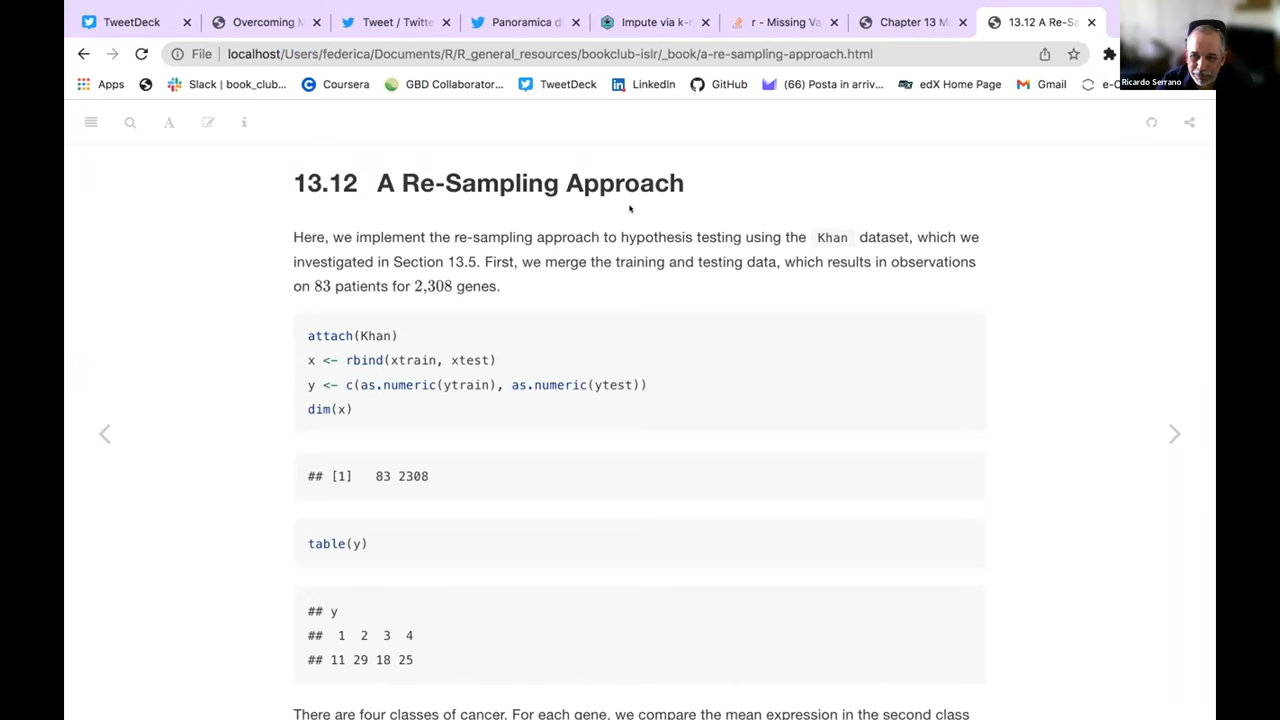 TweetDeck
Overcoming M
Tweet / Twitte
Panoramica d
Impute via k-n
r - Missing Va
Chapter 13 M
13.12 A Re-Sa
File
localhost/Users/federica/Documents/R/R_general_resources/bookclub-islr/_book/a-re-sampling-approach.html
Apps
Slack | book_club...
Coursera
GBIF/Collaborator...
TweetDeck
LinkedIn
GitHub
(66) Posta in arriv...
edX Home Page
Gmail
e-C
Ricardo Serrano
13.12 A Re-Sampling Approach
Here, we implement the re-sampling approach to hypothesis testing using the Khan dataset, which we
investigated in Section 13.5. First, we merge the training and testing data, which results in observations
on 83 patients for 2,308 genes.
attach(Khan)
x <- rbind(xtrain, xtest)
y <- c(as.numeric(ytrain), as.numeric(ytest))
dim(x)
## [1]   83 2308
table(y)
## y
##  1  2  3  4
## 11 29 18 25
There are four classes of cancer. For each gene, we compare the mean expression in the second class